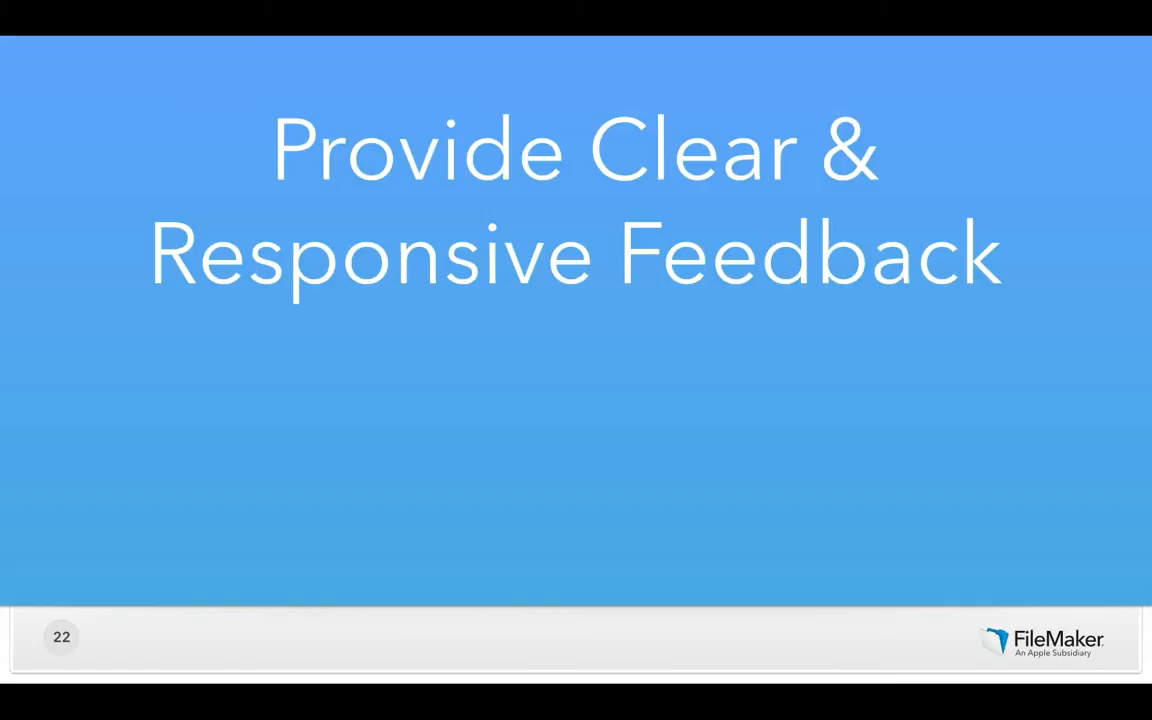 Provide Clear &
Responsive Feedback
22
FileMaker
An Apple Subsidiary